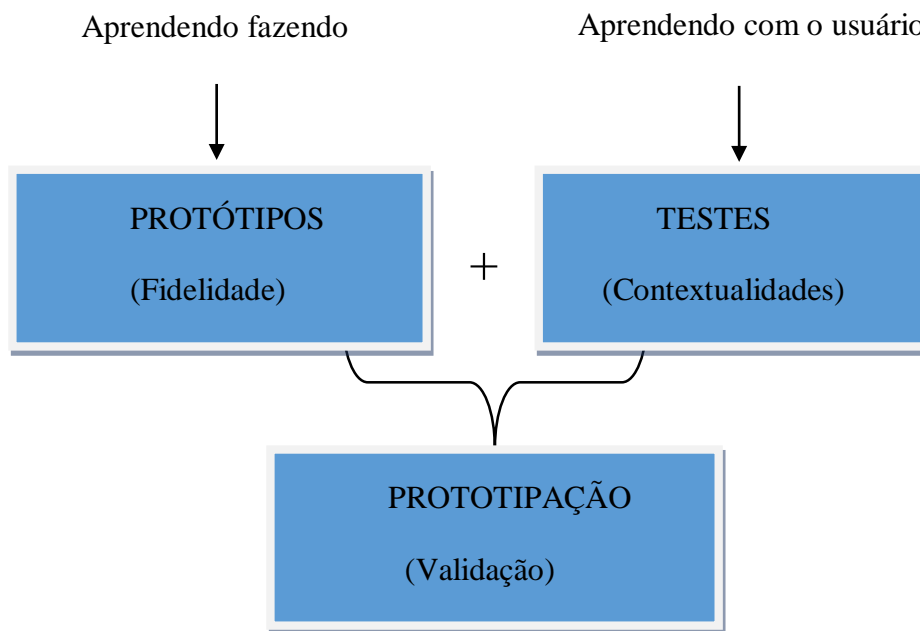 Aprendendo fazendo
Aprendendo com o usuário
PROTÓTIPOS
(Fidelidade)
+
TESTES
(Contextualidades)
PROTOTIPAÇÃO
(Validação)